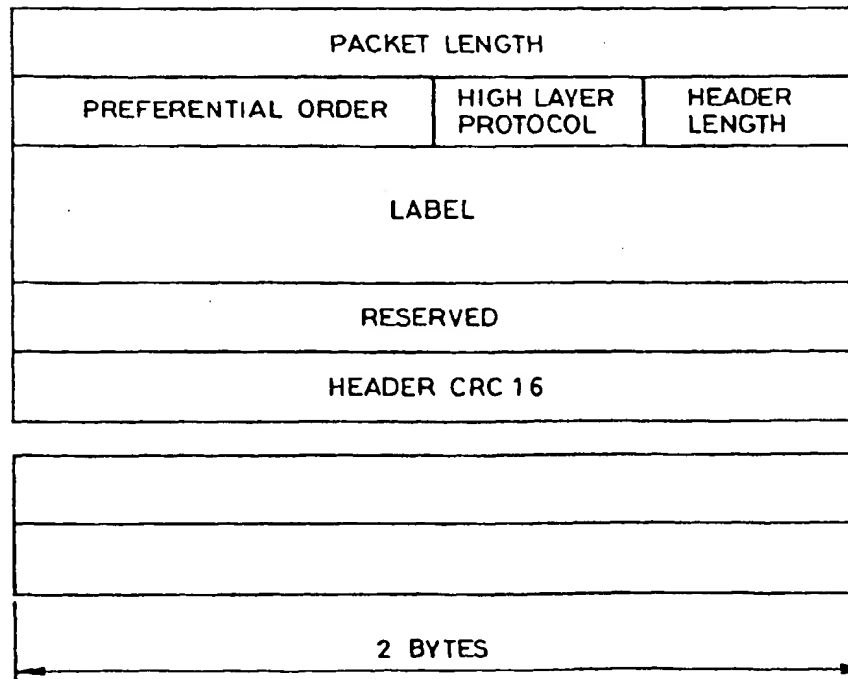 PACKET LENGTH
PREFERENTIAL ORDER
HIGH LAYER
PROTOCOL
HEADER
LENGTH
LABEL
RESERVED
HEADER CRC 16
2 BYTES